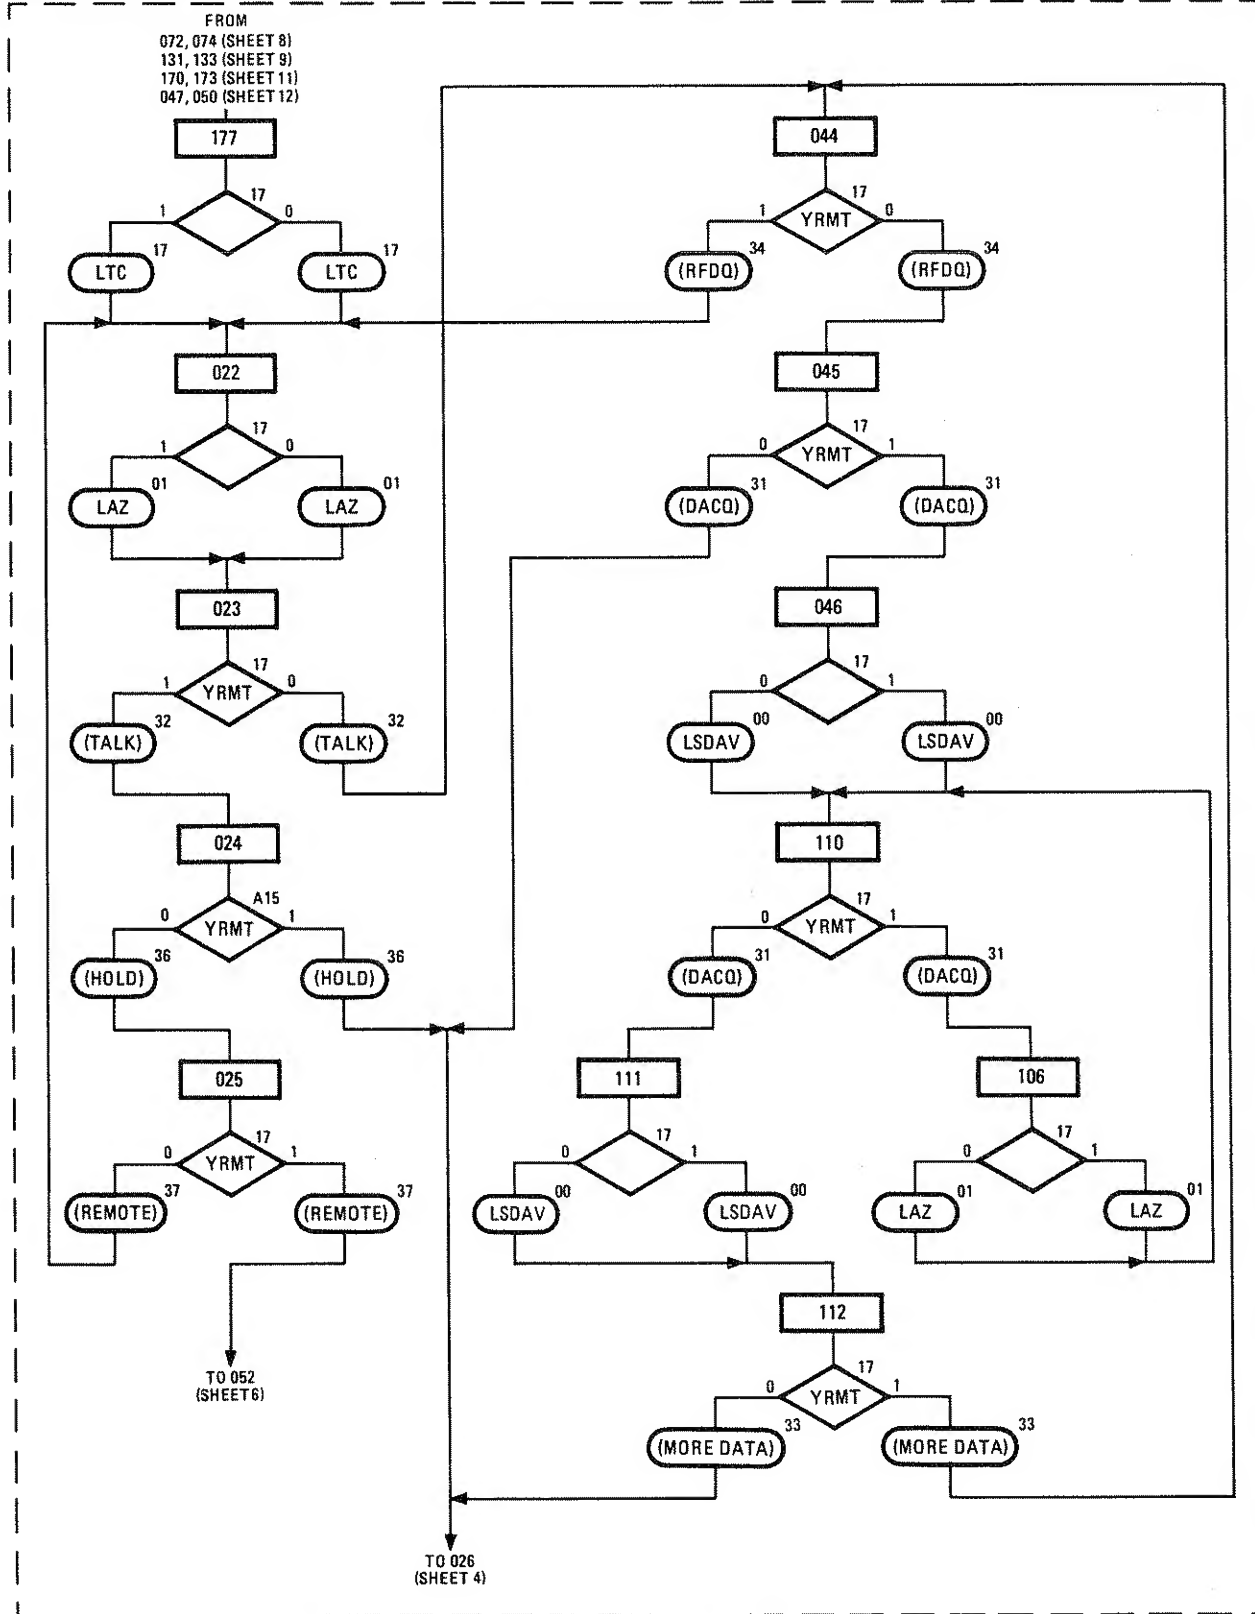 FROM
072, 074 (SHEET 8)
131, 133 (SHEET 9)
170, 173 (SHEET 11)
047, 050 (SHEET 12)
177
17
1 0
LTC 17
LTC 17
022
17
1 0
LAZ 01
LAZ 01
023
17
1 YRMT 0
(TALK) 32
(TALK) 32
024
A15
0 YRMT 1
(HOLD) 36
(HOLD) 36
025
17
0 YRMT 1
(REMOTE) 37
(REMOTE) 37
TO 052
(SHEET 6)
044
17
1 YRMT 0
(RFDQ) 34
(RFDQ) 34
045
17
0 YRMT 1
(DACQ) 31
(DACQ) 31
046
17
0 1
LSDAV 00
LSDAV 00
110
17
0 YRMT 1
(DACQ) 31
(DACQ) 31
111
17
0 1
LSDAV 00
LSDAV 00
106
17
0 1
LAZ 01
LAZ 01
112
17
0 YRMT 1
(MORE DATA) 33
(MORE DATA) 33
TO 026
(SHEET 4)